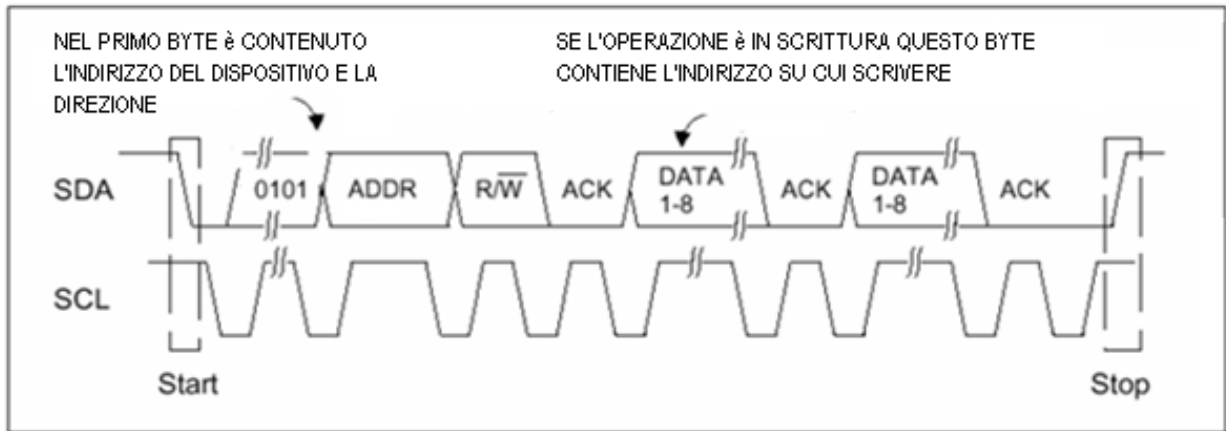 NEL PRIMO BYTE è CONTENUTO
L'INDIRIZZO DEL DISPOSITIVO E LA
DIREZIONE
SE L'OPERAZIONE è IN SCRITTURA QUESTO BYTE
CONTIENE L'INDIRIZZO SU CUI SCRIVERE
SDA
0101
ADDR
R/W̅
ACK
DATA
1-8
ACK
DATA
1-8
ACK
SCL
Start
Stop